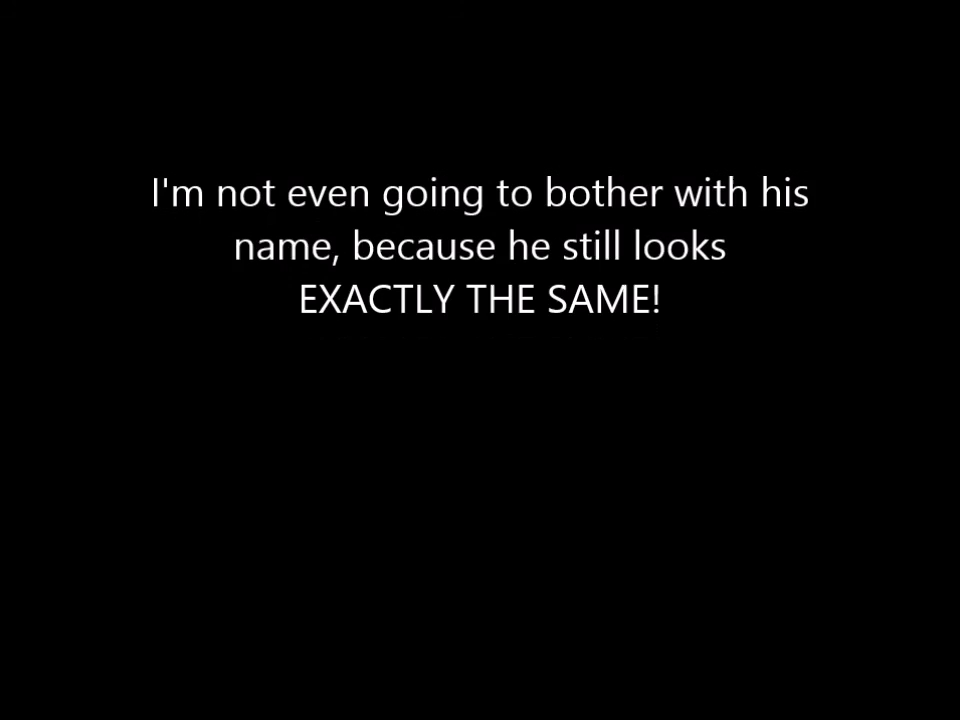 I'm not even going to bother with his
name, because he still looks
EXACTLY THE SAME!